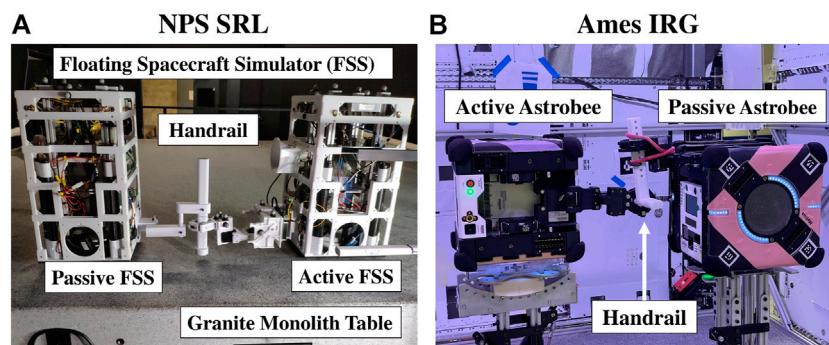 A
NPS SRL
Floating Spacecraft Simulator (FSS)
Handrail
Passive FSS
Active FSS
Granite Monolith Table
B
Ames IRG
Active Astrobee
Passive Astrobee
Handrail